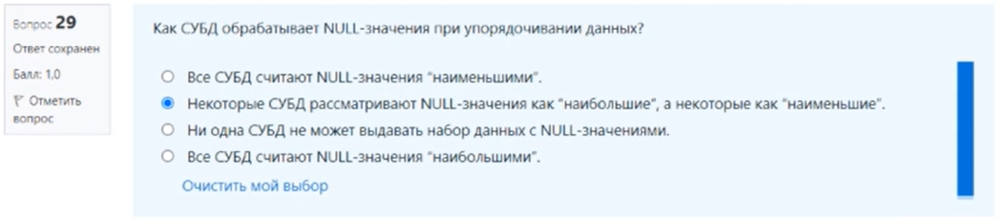 Вопрос 29
Ответ сохранен
Балл: 1,0
Отметить
вопрос
Как СУБД обрабатывает NULL-значения при упорядочивании данных?
Все СУБД считают NULL-значения "наименьшими".
Некоторые СУБД рассматривают NULL-значения как "наибольшие", а некоторые как "наименьшие".
Ни одна СУБД не может выдавать набор данных с NULL-значениями.
Все СУБД считают NULL-значения "наибольшими".
Очистить мой выбор